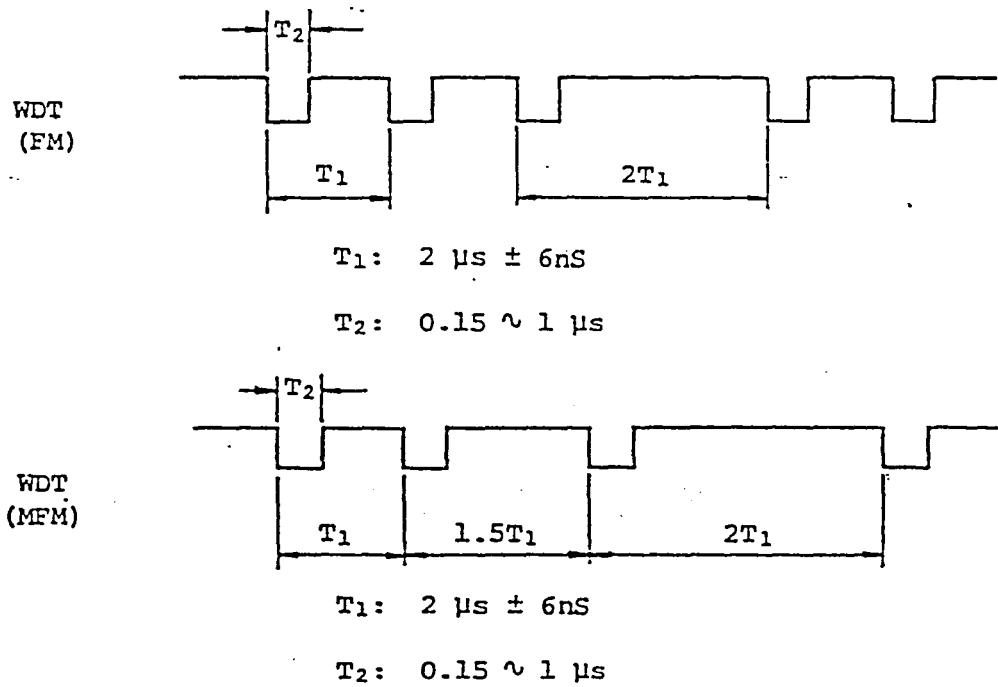 T2
WDT
(FM)
T1
2T1
T1: 2 µs ± 6nS
T2: 0.15 ~ 1 µs
T2
WDT
(MFM)
T1
1.5T1
2T1
T1: 2 µs ± 6nS
T2: 0.15 ~ 1 µs